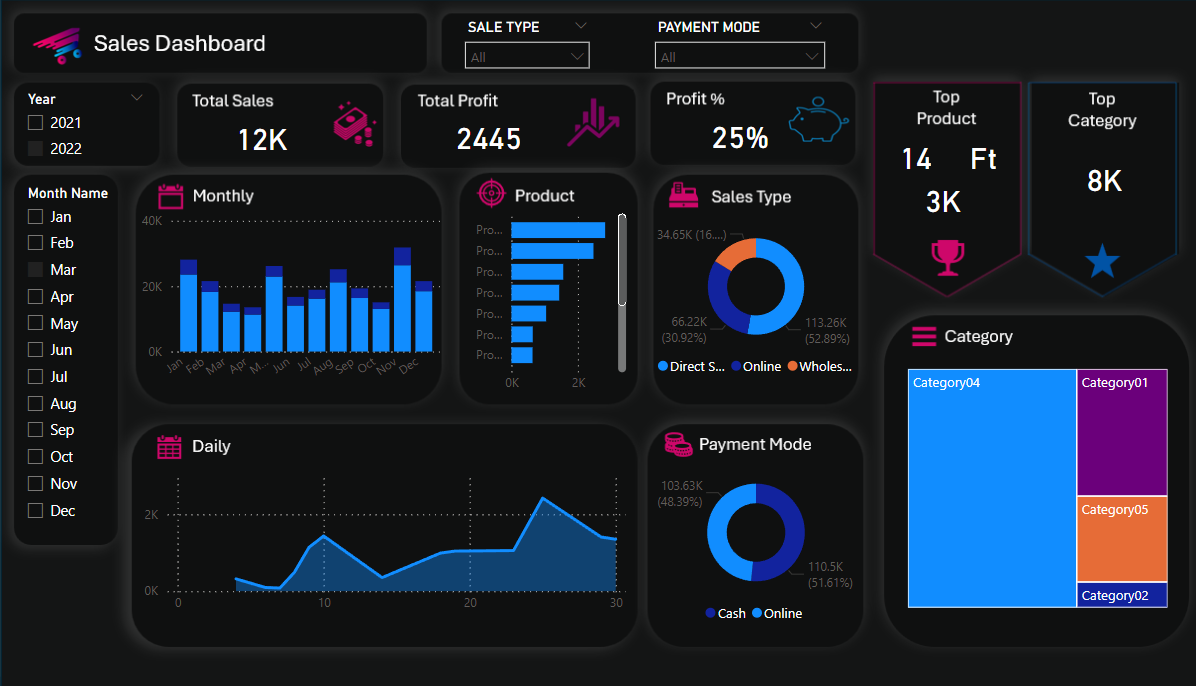 Sales Dashboard
SALE TYPE
All
PAYMENT MODE
All
Year
2021
2022
Total Sales
12K
Total Profit
2445
Profit %
25%
Top
Product
14 Ft
3K
Top
Category
8K
Month Name
Jan
Feb
Mar
Apr
May
Jun
Jul
Aug
Sep
Oct
Nov
Dec
Monthly
40K
20K
0K
Jan
Feb
Mar
Apr
M...
Jun
Jul
Aug
Sep
Oct
Nov
Dec
Product
Pro...
Pro...
Pro...
Pro...
Pro...
Pro...
Pro...
0K
2K
Sales Type
34.65K (16....)
66.22K
(30.92%)
113.26K
(52.89%)
Direct S...
Online
Wholes...
Category
Category04
Category01
Category05
Category02
Daily
2K
0K
0
10
20
30
Payment Mode
103.63K
(48.39%)
110.5K
(51.61%)
Cash
Online